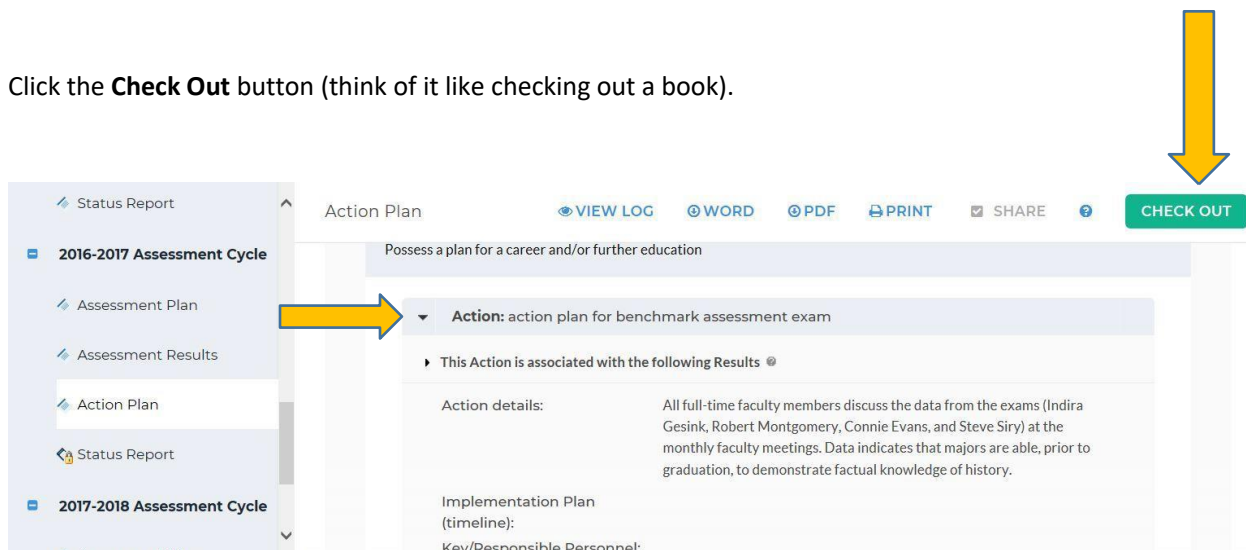 Click the Check Out button (think of it like checking out a book).
Status Report
Action Plan
VIEW LOG
WORD
PDF
PRINT
SHARE
CHECK OUT
2016-2017 Assessment Cycle
Possess a plan for a career and/or further education
Assessment Plan
Action: action plan for benchmark assessment exam
Assessment Results
This Action is associated with the following Results
Action Plan
Action details:
All full-time faculty members discuss the data from the exams (Indira
Gesink, Robert Montgomery, Connie Evans, and Steve Siry) at the
monthly faculty meetings. Data indicates that majors are able, prior to
graduation, to demonstrate factual knowledge of history.
Status Report
Implementation Plan
(timeline):
2017-2018 Assessment Cycle
Key/Responsible Personnel: